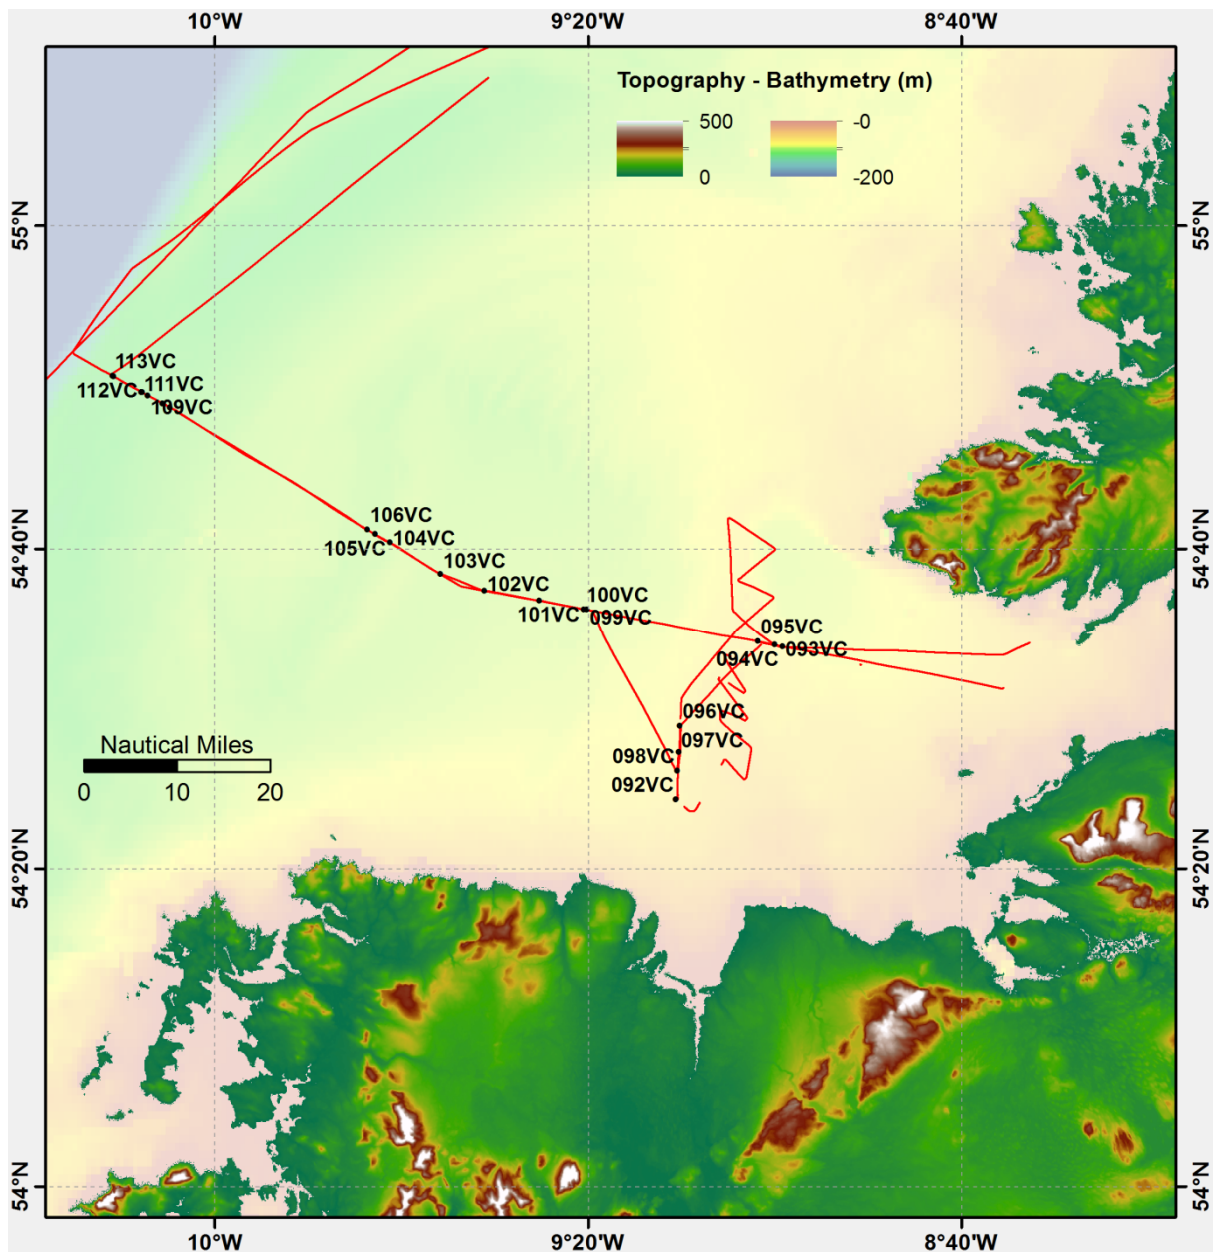 10°W 9°20'W 8°40'W
Topography - Bathymetry (m)
500 -0
0 -200
55°N 55°N
113VC
112VC 111VC
109VC
106VC
105VC 104VC
54°40'N 54°40'N
103VC
102VC
101VC 100VC
099VC
095VC
094VC 093VC
096VC
097VC
098VC
092VC
Nautical Miles
0 10 20
54°20'N 54°20'N
54°N 54°N
10°W 9°20'W 8°40'W